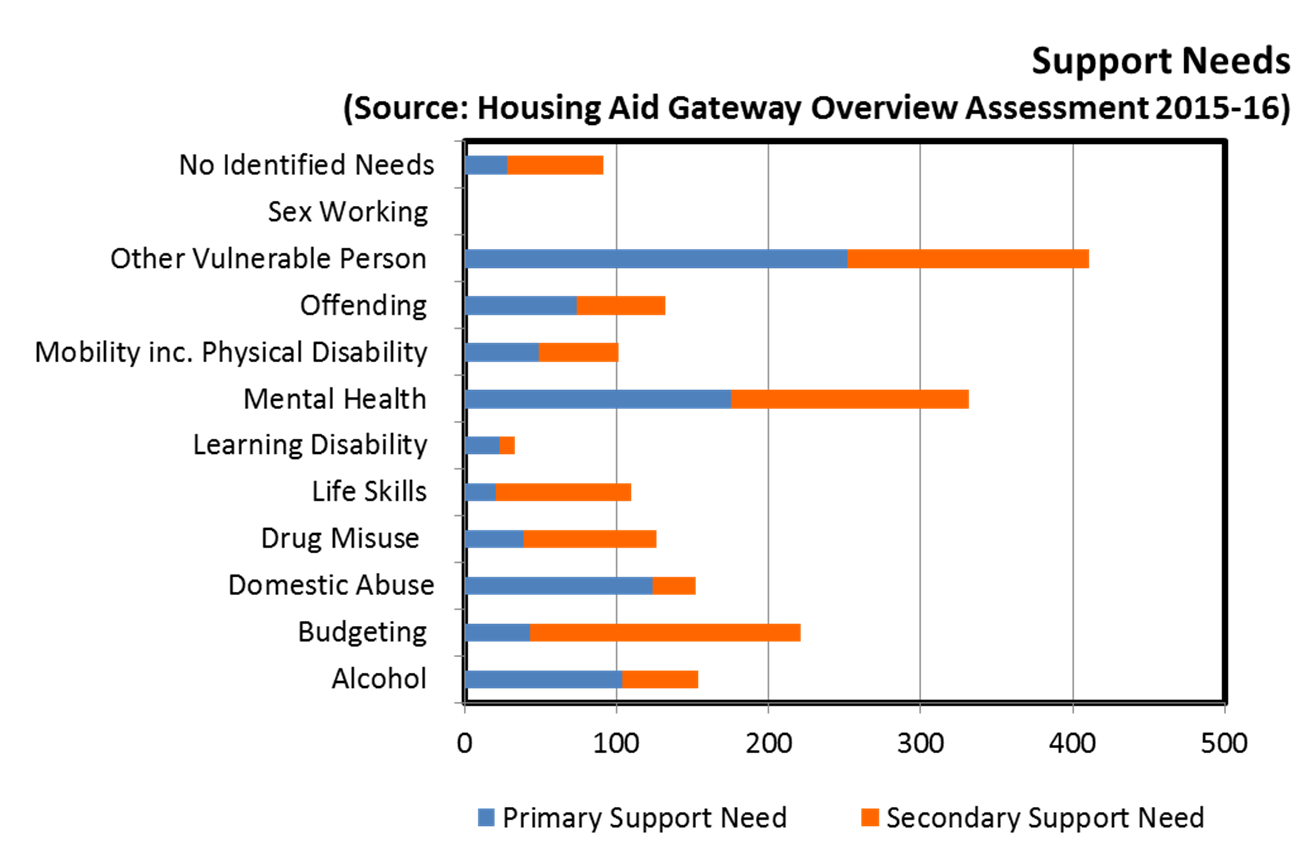 Support Needs
(Source: Housing Aid Gateway Overview Assessment 2015-16)
No Identified Needs
Sex Working
Other Vulnerable Person
Offending
Mobility inc. Physical Disability
Mental Health
Learning Disability
Life Skills
Drug Misuse
Domestic Abuse
Budgeting
Alcohol
0 100 200 300 400 500
Primary Support Need Secondary Support Need